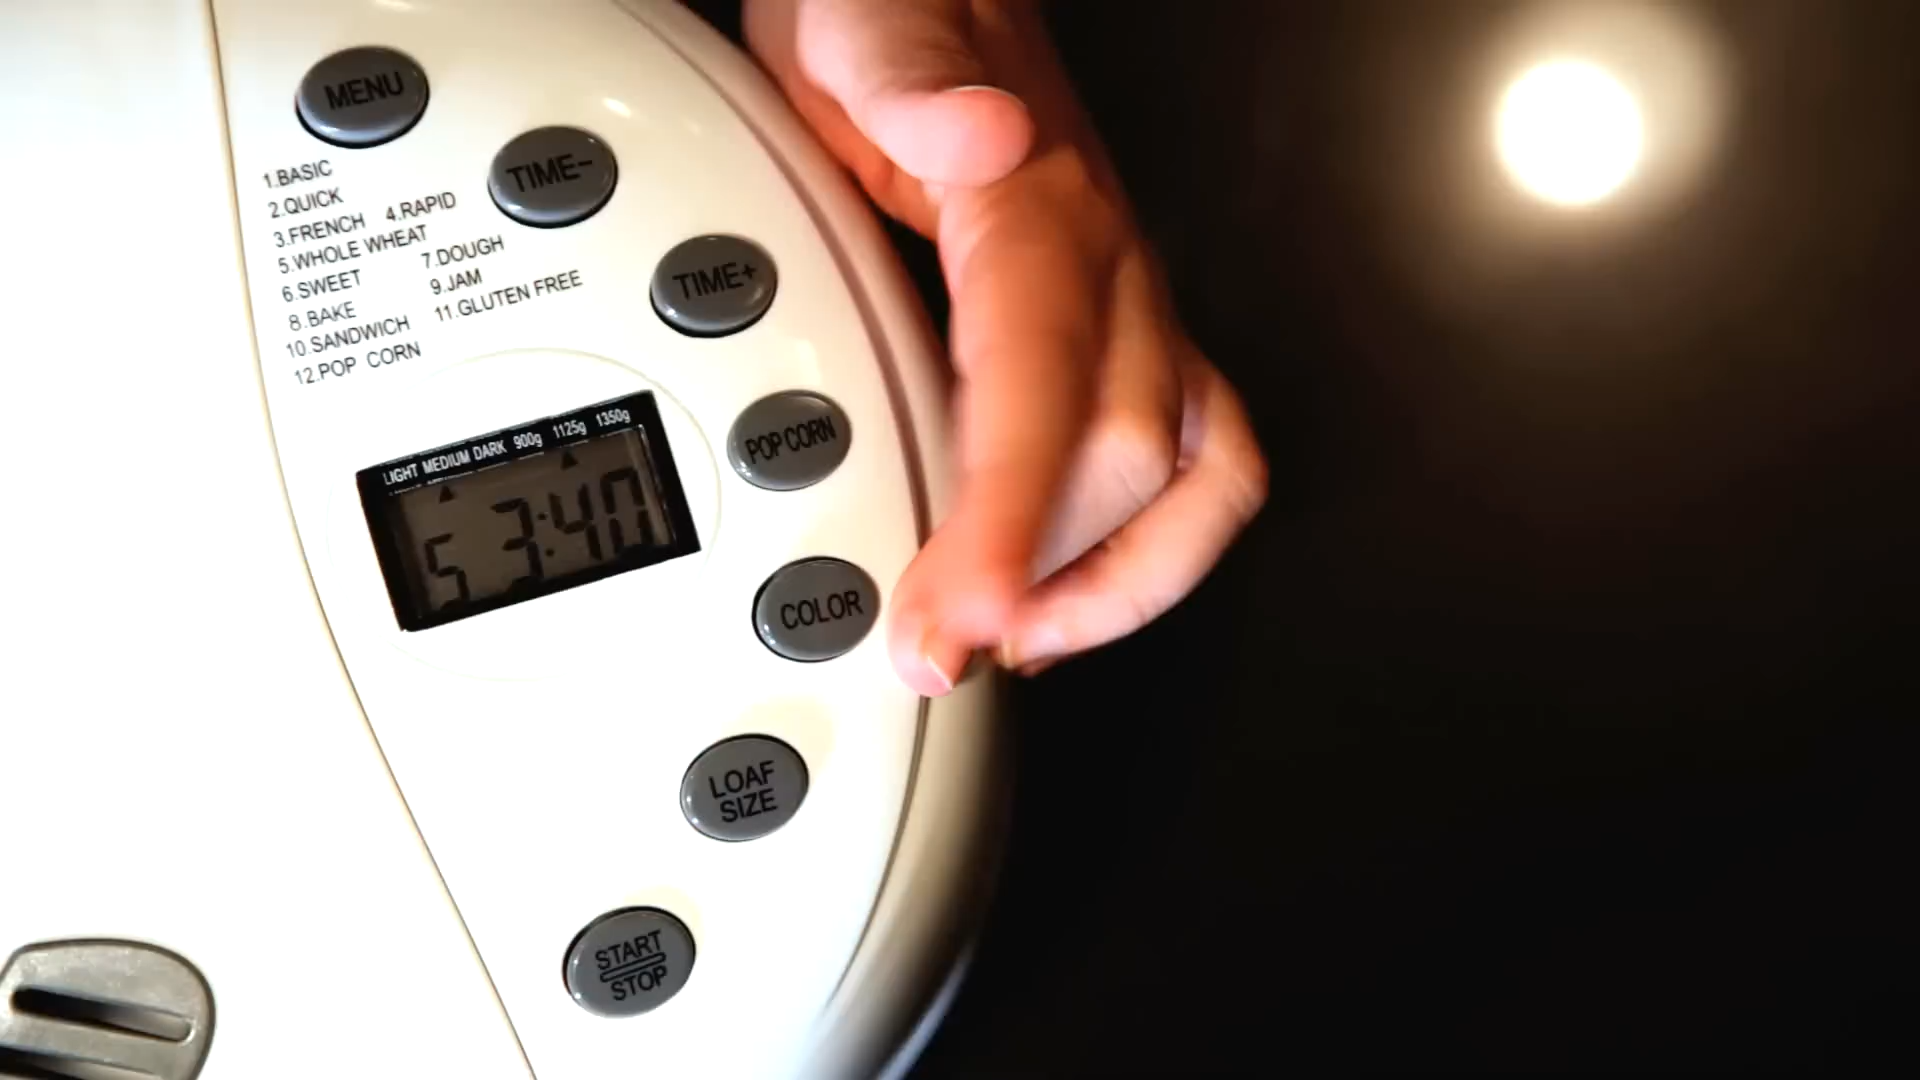 MENU
TIME-
TIME+
1.BASIC
2.QUICK
3.FRENCH 4.RAPID
5.WHOLE WHEAT
6.SWEET 7.DOUGH
8.BAKE 9.JAM
10.SANDWICH 11.GLUTEN FREE
12.POP CORN
LIGHT MEDIUM DARK 900g 1125g 1350g
5 3:40
POP CORN
COLOR
LOAF
SIZE
START
STOP